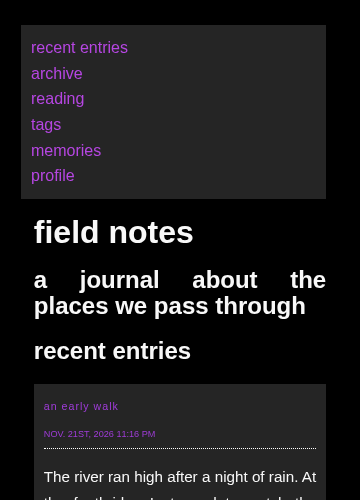 recent entries
archive
reading
tags
memories
profile
field notes
a journal about the
places we pass through
recent entries
an early walk
NOV. 21ST, 2026 11:16 PM
The river ran high after a night of rain. At